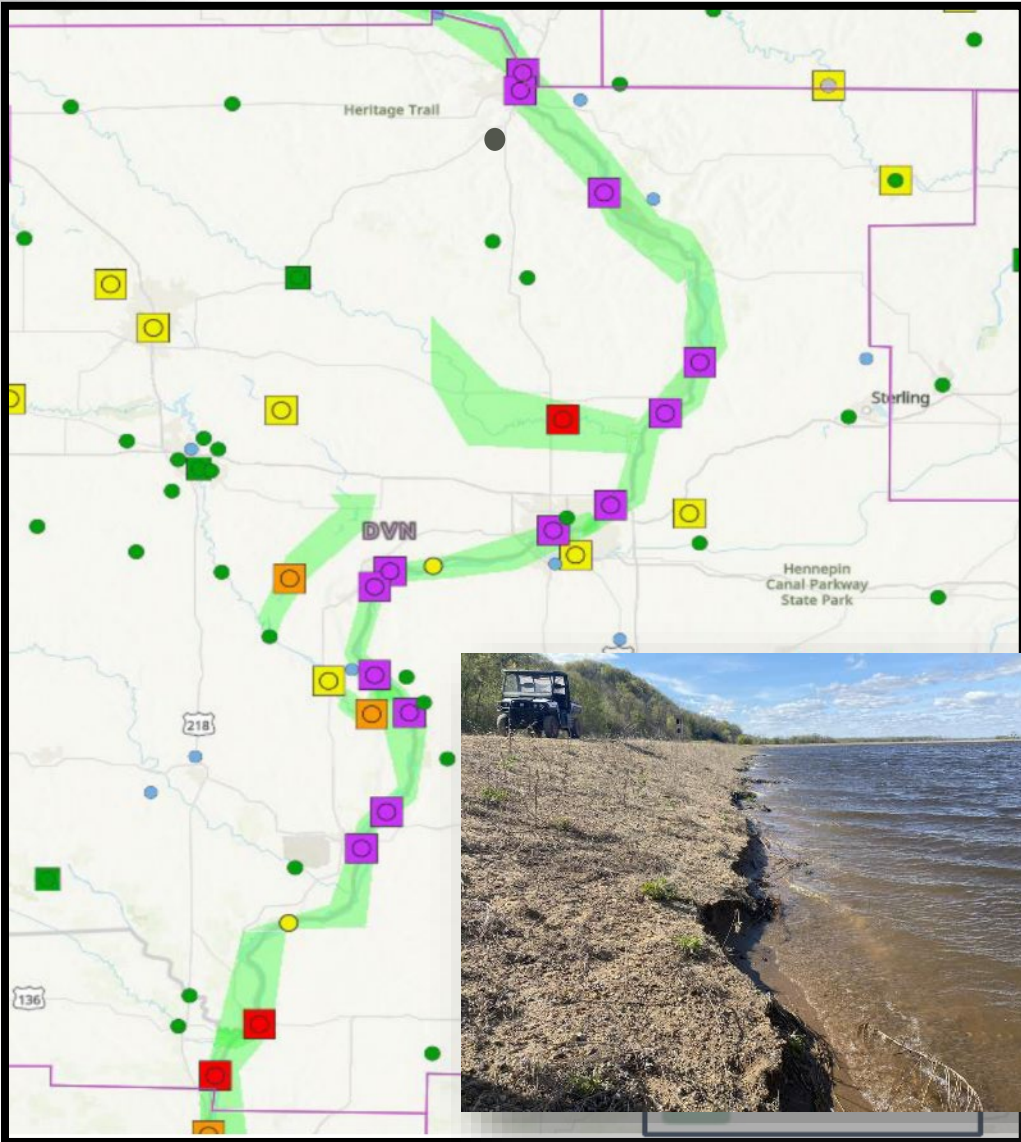 Heritage Trail
Sterling
DVN
Hennepin
Canal Parkway
State Park
218
136